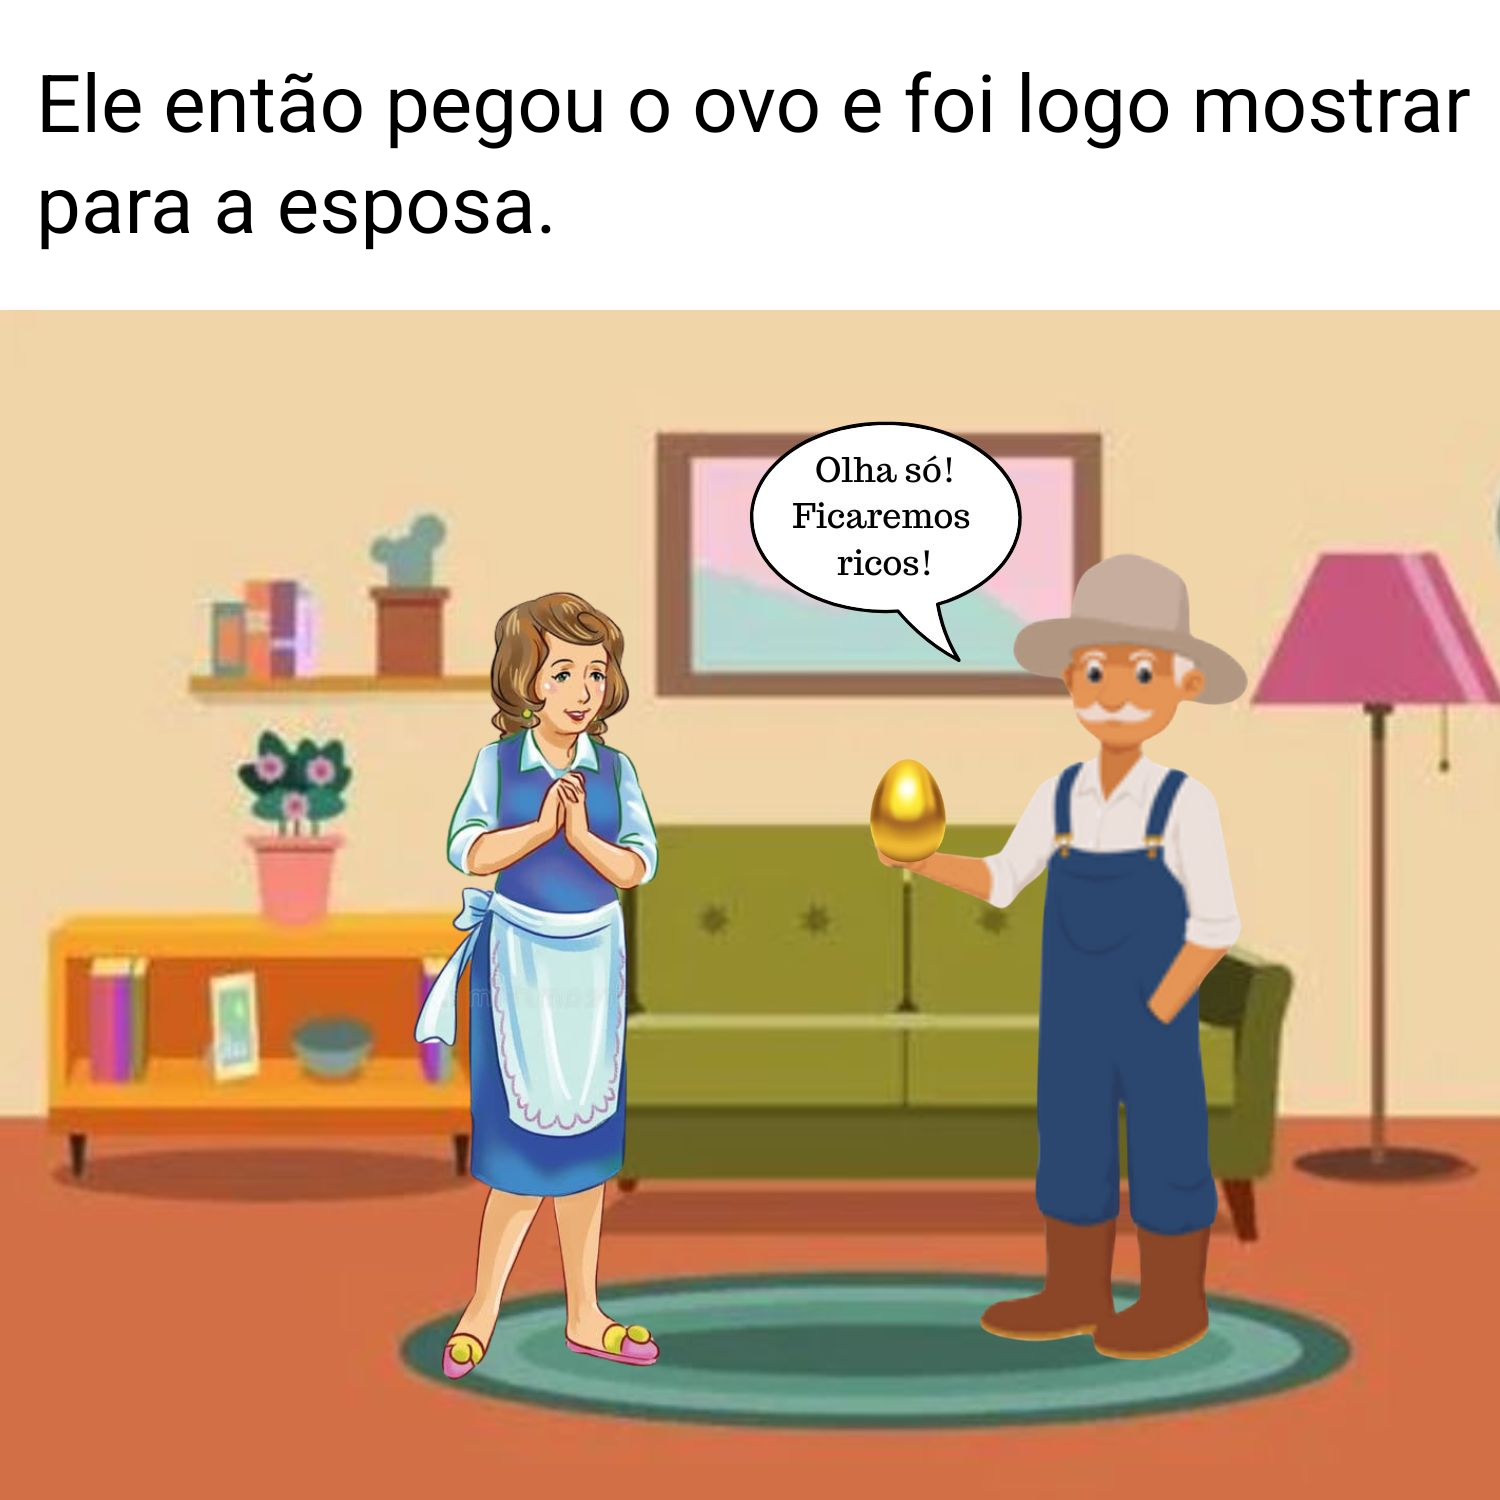 Ele então pegou o ovo e foi logo mostrar
para a esposa.
Olha só!
Ficaremos
ricos!